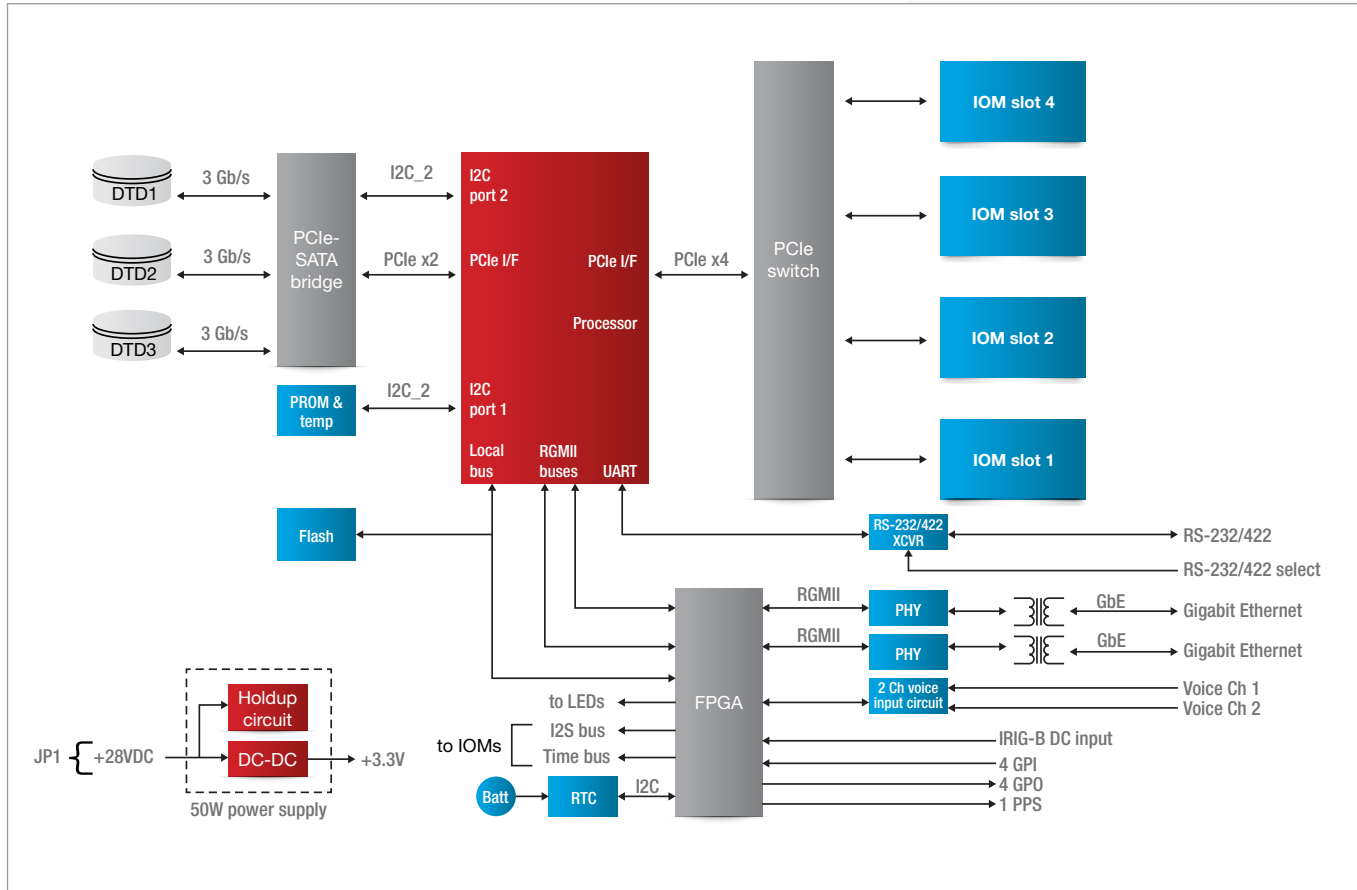 IOM slot 4
3 Gb/s
DTD1
I2C_2
I2C
port 2
IOM slot 3
3 Gb/s
DTD2
PCIe-
SATA
bridge
PCIe x2
PCIe I/F
PCIe I/F
PCIe x4
PCIe
switch
Processor
3 Gb/s
DTD3
IOM slot 2
PROM &
temp
I2C_2
I2C
port 1
Local
bus
RGMII
buses
UART
IOM slot 1
Flash
RS-232/422
XCVR
RS-232/422
RS-232/422 select
RGMII
PHY
GbE
Gigabit Ethernet
RGMII
PHY
GbE
Gigabit Ethernet
FPGA
2 Ch voice
input circuit
Voice Ch 1
Voice Ch 2
to LEDs
to IOMs
I2S bus
Time bus
IRIG-B DC input
4 GPI
4 GPO
1 PPS
Batt
RTC
I2C
JP1
+28VDC
Holdup
circuit
DC-DC
+3.3V
50W power supply